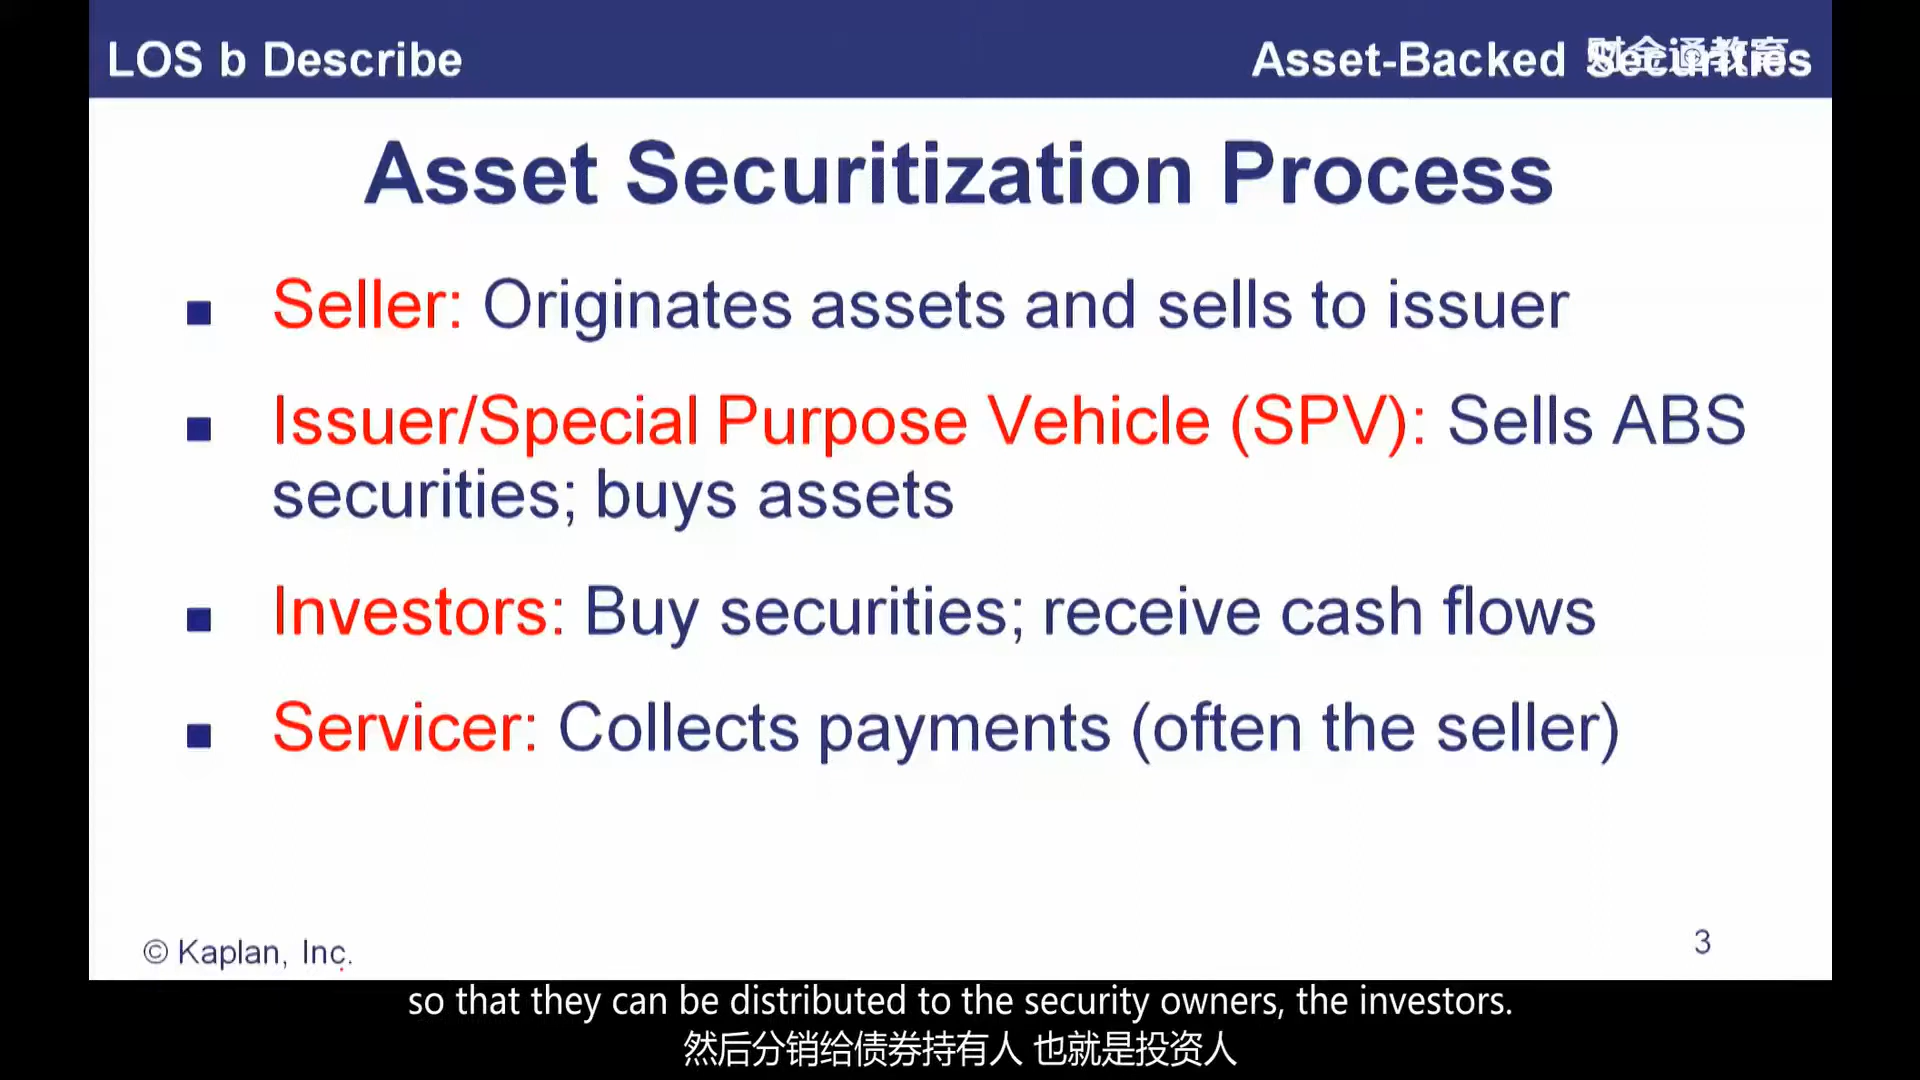 LOS b Describe
Asset-Backed Securities
财金通教育
Asset Securitization Process
Seller: Originates assets and sells to issuer
Issuer/Special Purpose Vehicle (SPV): Sells ABS
securities; buys assets
Investors: Buy securities; receive cash flows
Servicer: Collects payments (often the seller)
© Kaplan, Inc.
3
so that they can be distributed to the security owners, the investors.
然后分销给债券持有人 也就是投资人